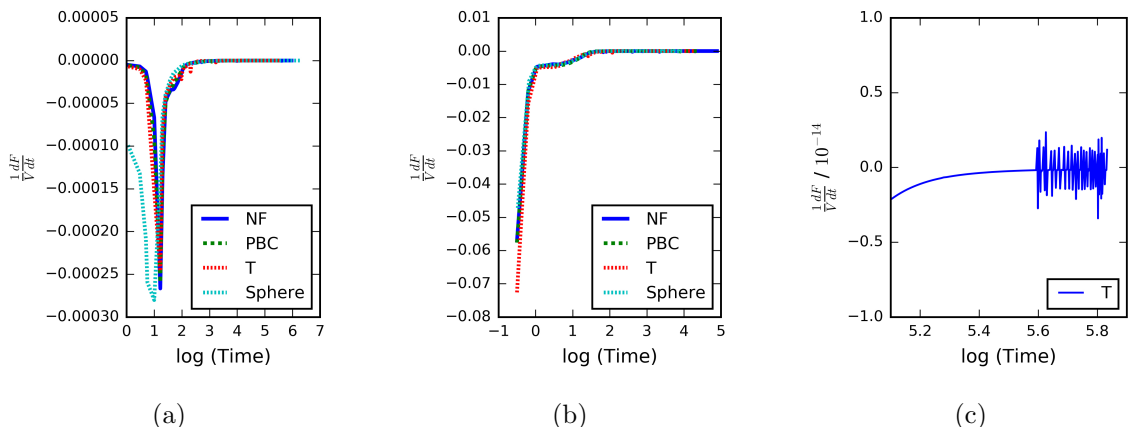 0.00005
0.00000
−0.00005
−0.00010
−0.00015
−0.00020
−0.00025
−0.00030
0 1 2 3 4 5 6 7
1/V dF/dt
log (Time)
NF
PBC
T
Sphere
(a)
0.01
0.00
−0.01
−0.02
−0.03
−0.04
−0.05
−0.06
−0.07
−0.08
−1 0 1 2 3 4 5
1/V dF/dt
log (Time)
NF
PBC
T
Sphere
(b)
1.0
0.5
0.0
−0.5
−1.0
5.2 5.4 5.6 5.8
1/V dF/dt / 10⁻¹⁴
log (Time)
T
(c)